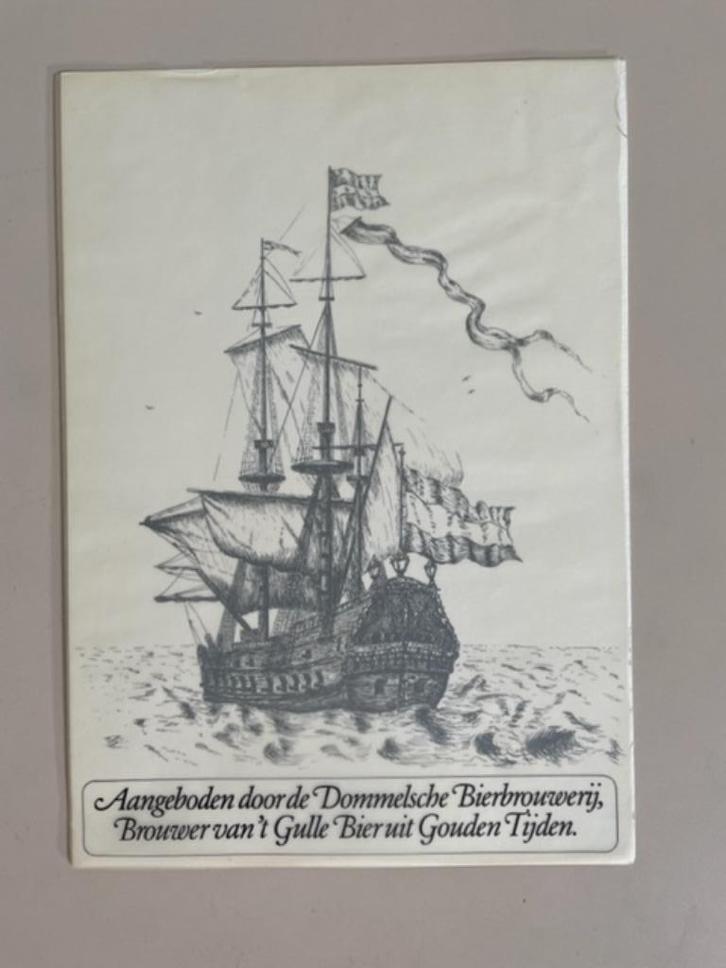 Aangeboden door de Dommelsche Bierbrouwerij,
Brouwer van 't Gulle Bier uit Gouden Tijden.